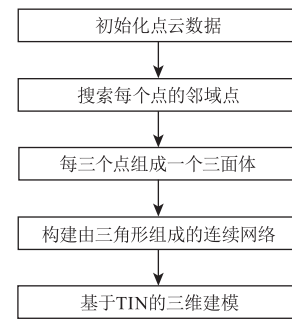 初始化点云数据
搜索每个点的邻域点
每三个点组成一个三面体
构建由三角形组成的连续网络
基于TIN的三维建模